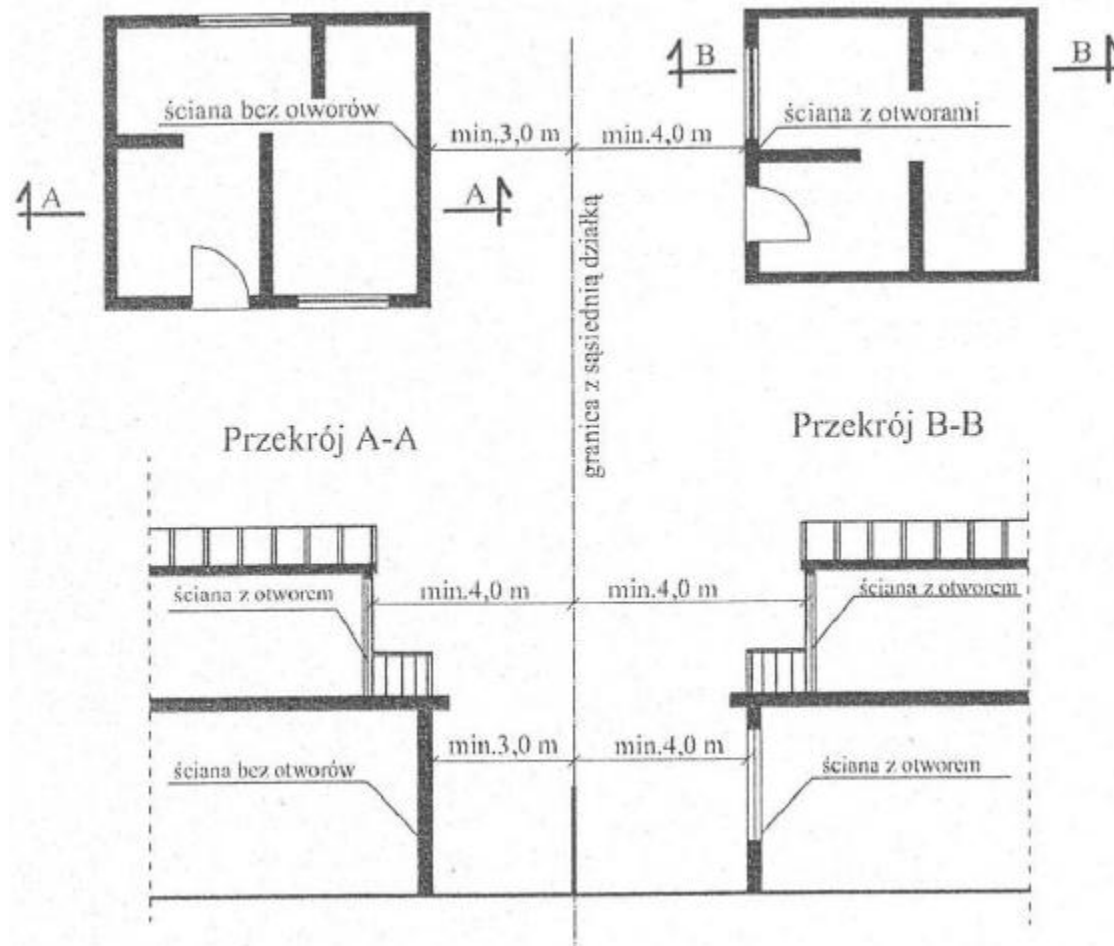 B
B
ściana bez otworów
min.3,0 m
min.4,0 m
ściana z otworami
A
A
granica z sąsiednią działką
Przekrój A-A
Przekrój B-B
ściana z otworem
min.4,0 m
min.4,0 m
ściana z otworem
min.3,0 m
min.4,0 m
ściana bez otworów
ściana z otworem